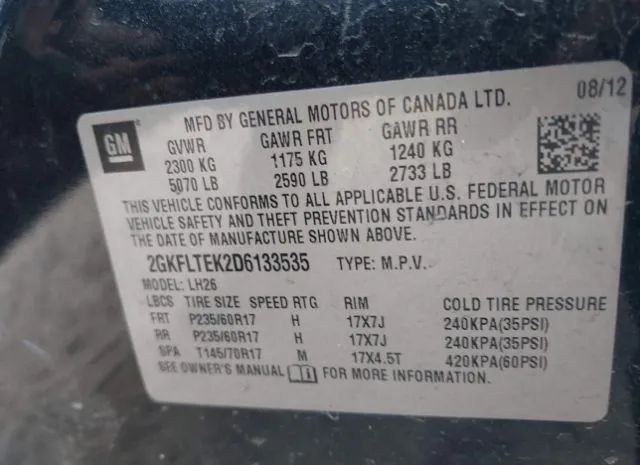 MFD BY GENERAL MOTORS OF CANADA LTD. 08/12
GM
GVWR GAWR FRT GAWR RR
2300 KG 1175 KG 1240 KG
5070 LB 2590 LB 2733 LB
THIS VEHICLE CONFORMS TO ALL APPLICABLE U.S. FEDERAL MOTOR
VEHICLE SAFETY AND THEFT PREVENTION STANDARDS IN EFFECT ON
THE DATE OF MANUFACTURE SHOWN ABOVE.
2GKFLTEK2D6133535 TYPE: M.P.V.
MODEL: LH26
LBCS TIRE SIZE SPEED RTG RIM COLD TIRE PRESSURE
FRT P235/60R17 H 17X7J 240KPA(35PSI)
RR P235/60R17 H 17X7J 240KPA(35PSI)
SPA T145/70R17 M 17X4.5T 420KPA(60PSI)
SEE OWNER'S MANUAL FOR MORE INFORMATION.